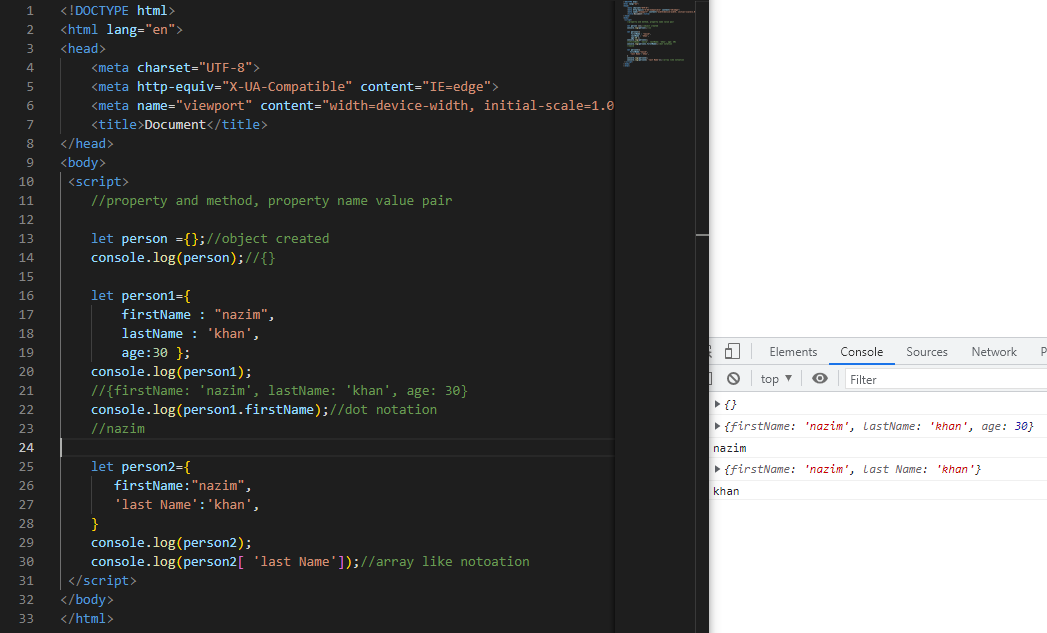 1 <!DOCTYPE html>
2 <html lang="en">
3 <head>
4 <meta charset="UTF-8">
5 <meta http-equiv="X-UA-Compatible" content="IE=edge">
6 <meta name="viewport" content="width=device-width, initial-scale=1.0
7 <title>Document</title>
8 </head>
9 <body>
10 <script>
11 //property and method, property name value pair
12
13 let person ={};//object created
14 console.log(person);//{}
15
16 let person1={
17 firstName : "nazim",
18 lastName : 'khan',
19 age:30 };
20 console.log(person1);
21 //{firstName: 'nazim', lastName: 'khan', age: 30}
22 console.log(person1.firstName);//dot notation
23 //nazim
24
25 let person2={
26 firstName:"nazim",
27 'last Name':'khan',
28 }
29 console.log(person2);
30 console.log(person2[ 'last Name']);//array like notoation
31 </script>
32 </body>
33 </html>
Elements Console Sources Network P
top ▼ Filter
▶ {}
▶ {firstName: 'nazim', lastName: 'khan', age: 30}
nazim
▶ {firstName: 'nazim', last Name: 'khan'}
khan